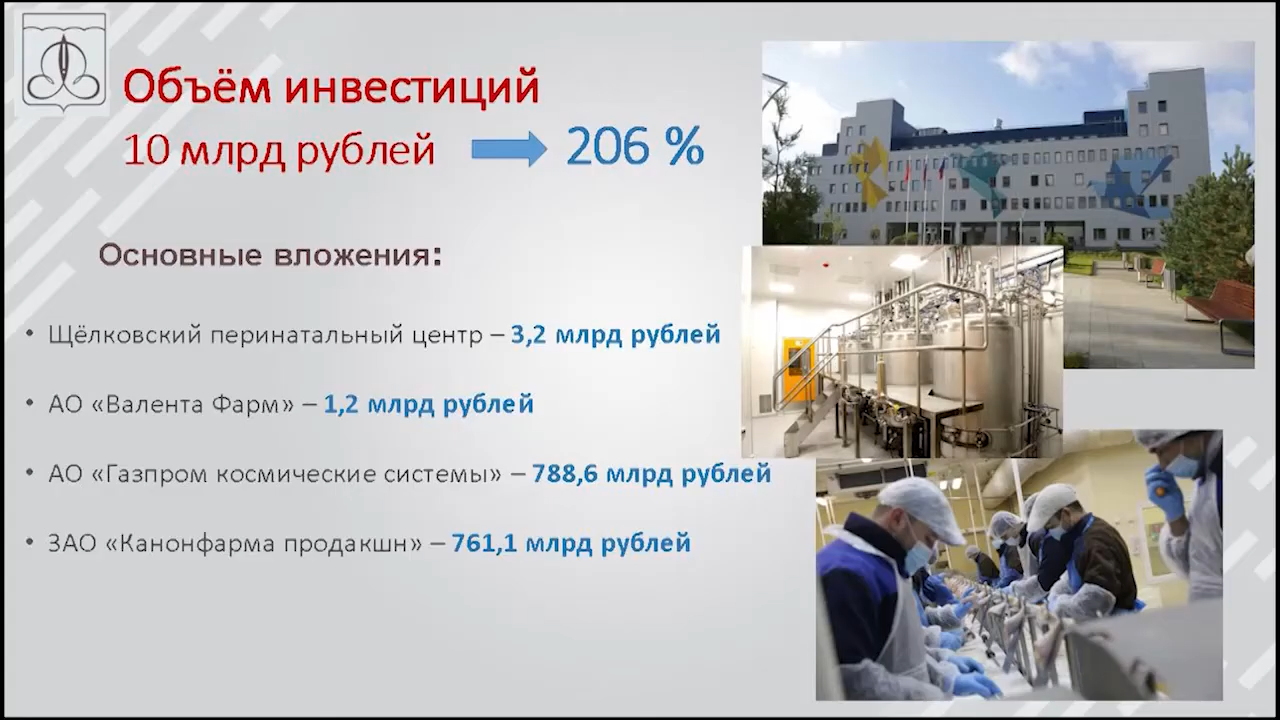 Объём инвестиций
10 млрд рублей 206 %
Основные вложения:
• Щёлковский перинатальный центр – 3,2 млрд рублей
• АО «Валента Фарм» – 1,2 млрд рублей
• АО «Газпром космические системы» – 788,6 млрд рублей
• ЗАО «Канонфарма продакшн» – 761,1 млрд рублей